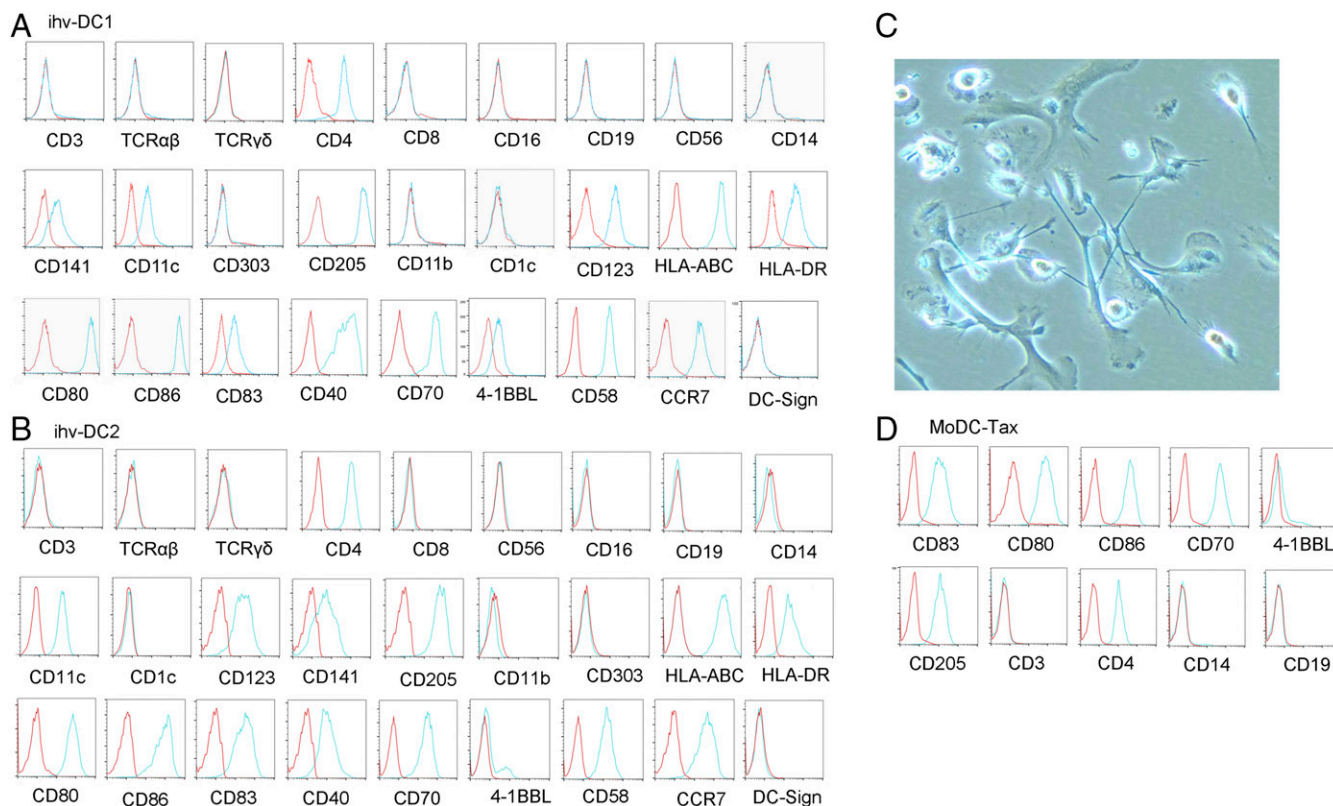 A ihv-DC1
CD3 TCRαβ TCRγδ CD4 CD8 CD16 CD19 CD56 CD14
CD141 CD11c CD303 CD205 CD11b CD1c CD123 HLA-ABC HLA-DR
CD80 CD86 CD83 CD40 CD70 4-1BBL CD58 CCR7 DC-Sign
B ihv-DC2
CD3 TCRαβ TCRγδ CD4 CD8 CD56 CD16 CD19 CD14
CD11c CD1c CD123 CD141 CD205 CD11b CD303 HLA-ABC HLA-DR
CD80 CD86 CD83 CD40 CD70 4-1BBL CD58 CCR7 DC-Sign
C
D MoDC-Tax
CD83 CD80 CD86 CD70 4-1BBL
CD205 CD3 CD4 CD14 CD19